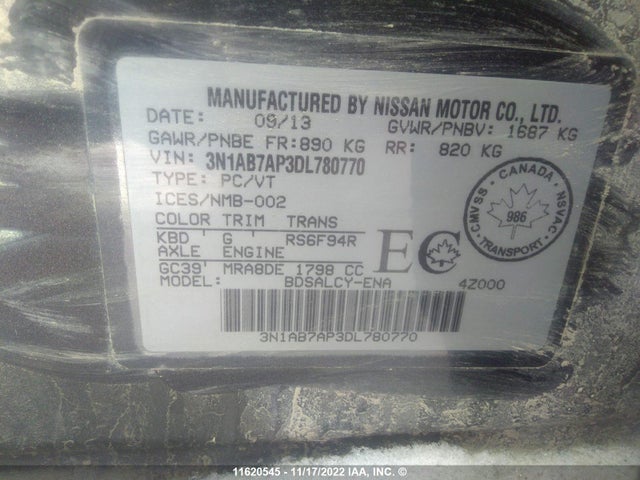 MANUFACTURED BY NISSAN MOTOR CO., LTD.
DATE: 09/13 GVWR/PNBV: 1687 KG
GAWR/PNBE FR:890 KG RR: 820 KG
VIN: 3N1AB7AP3DL780770
TYPE: PC/VT
ICES/NMB-002
COLOR TRIM TRANS
KBD G RS6F94R
AXLE ENGINE
GC39 MRA8DE 1798 CC
MODEL: BDSALCY-ENA 4Z000
EC
CANADA
CMVSS
NSVAC
986
TRANSPORT
3N1AB7AP3DL780770
11620545 - 11/17/2022 IAA, INC. ©